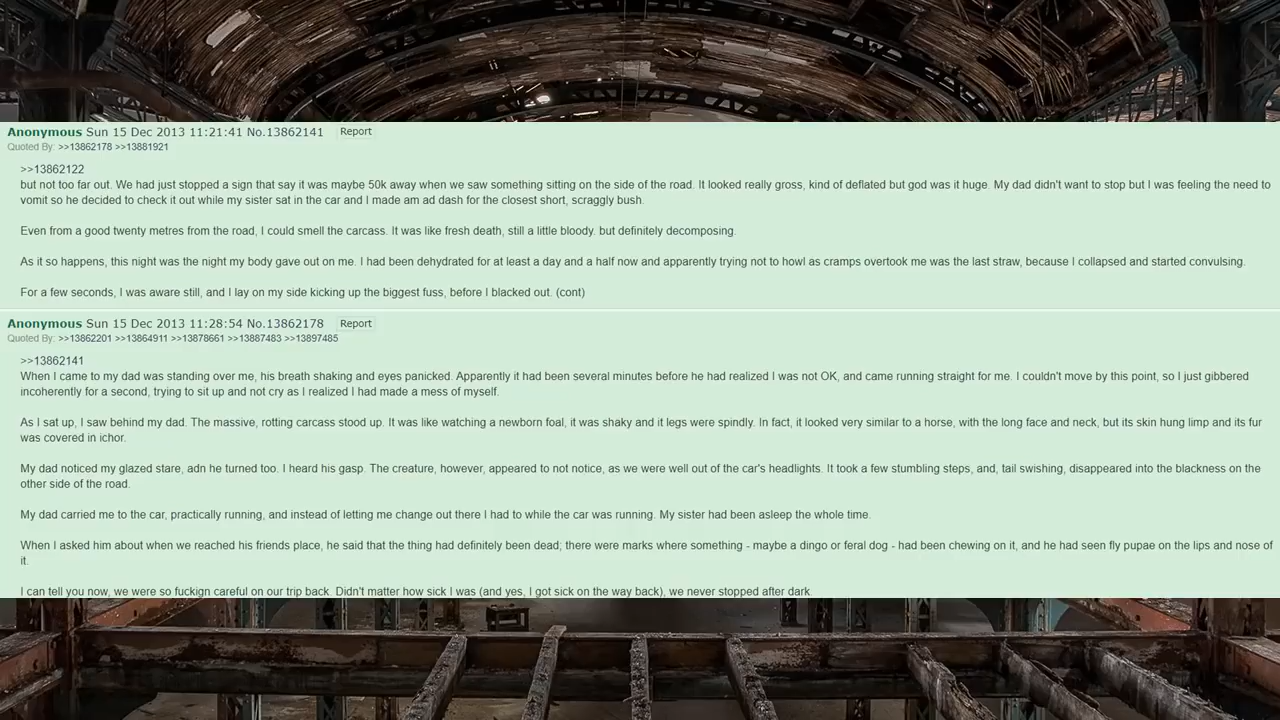 Anonymous Sun 15 Dec 2013 11:21:41 No.13862141 Report
Quoted By: >>13862178 >>13881921
>>13862122
but not too far out. We had just stopped a sign that say it was maybe 50k away when we saw something sitting on the side of the road. It looked really gross, kind of deflated but god was it huge. My dad didn't want to stop but I was feeling the need to
vomit so he decided to check it out while my sister sat in the car and I made am ad dash for the closest short, scraggly bush.
Even from a good twenty metres from the road, I could smell the carcass. It was like fresh death, still a little bloody. but definitely decomposing.
As it so happens, this night was the night my body gave out on me. I had been dehydrated for at least a day and a half now and apparently trying not to howl as cramps overtook me was the last straw, because I collapsed and started convulsing.
For a few seconds, I was aware still, and I lay on my side kicking up the biggest fuss, before I blacked out. (cont)
Anonymous Sun 15 Dec 2013 11:28:54 No.13862178 Report
Quoted By: >>13862201 >>13864911 >>13878661 >>13887483 >>13897485
>>13862141
When I came to my dad was standing over me, his breath shaking and eyes panicked. Apparently it had been several minutes before he had realized I was not OK, and came running straight for me. I couldn't move by this point, so I just gibbered
incoherently for a second, trying to sit up and not cry as I realized I had made a mess of myself.
As I sat up, I saw behind my dad. The massive, rotting carcass stood up. It was like watching a newborn foal, it was shaky and it legs were spindly. In fact, it looked very similar to a horse, with the long face and neck, but its skin hung limp and its fur
was covered in ichor.
My dad noticed my glazed stare, adn he turned too. I heard his gasp. The creature, however, appeared to not notice, as we were well out of the car's headlights. It took a few stumbling steps, and, tail swishing, disappeared into the blackness on the
other side of the road.
My dad carried me to the car, practically running, and instead of letting me change out there I had to while the car was running. My sister had been asleep the whole time.
When I asked him about when we reached his friends place, he said that the thing had definitely been dead; there were marks where something - maybe a dingo or feral dog - had been chewing on it, and he had seen fly pupae on the lips and nose of
it.
I can tell you now, we were so fuckign careful on our trip back. Didn't matter how sick I was (and yes, I got sick on the way back), we never stopped after dark